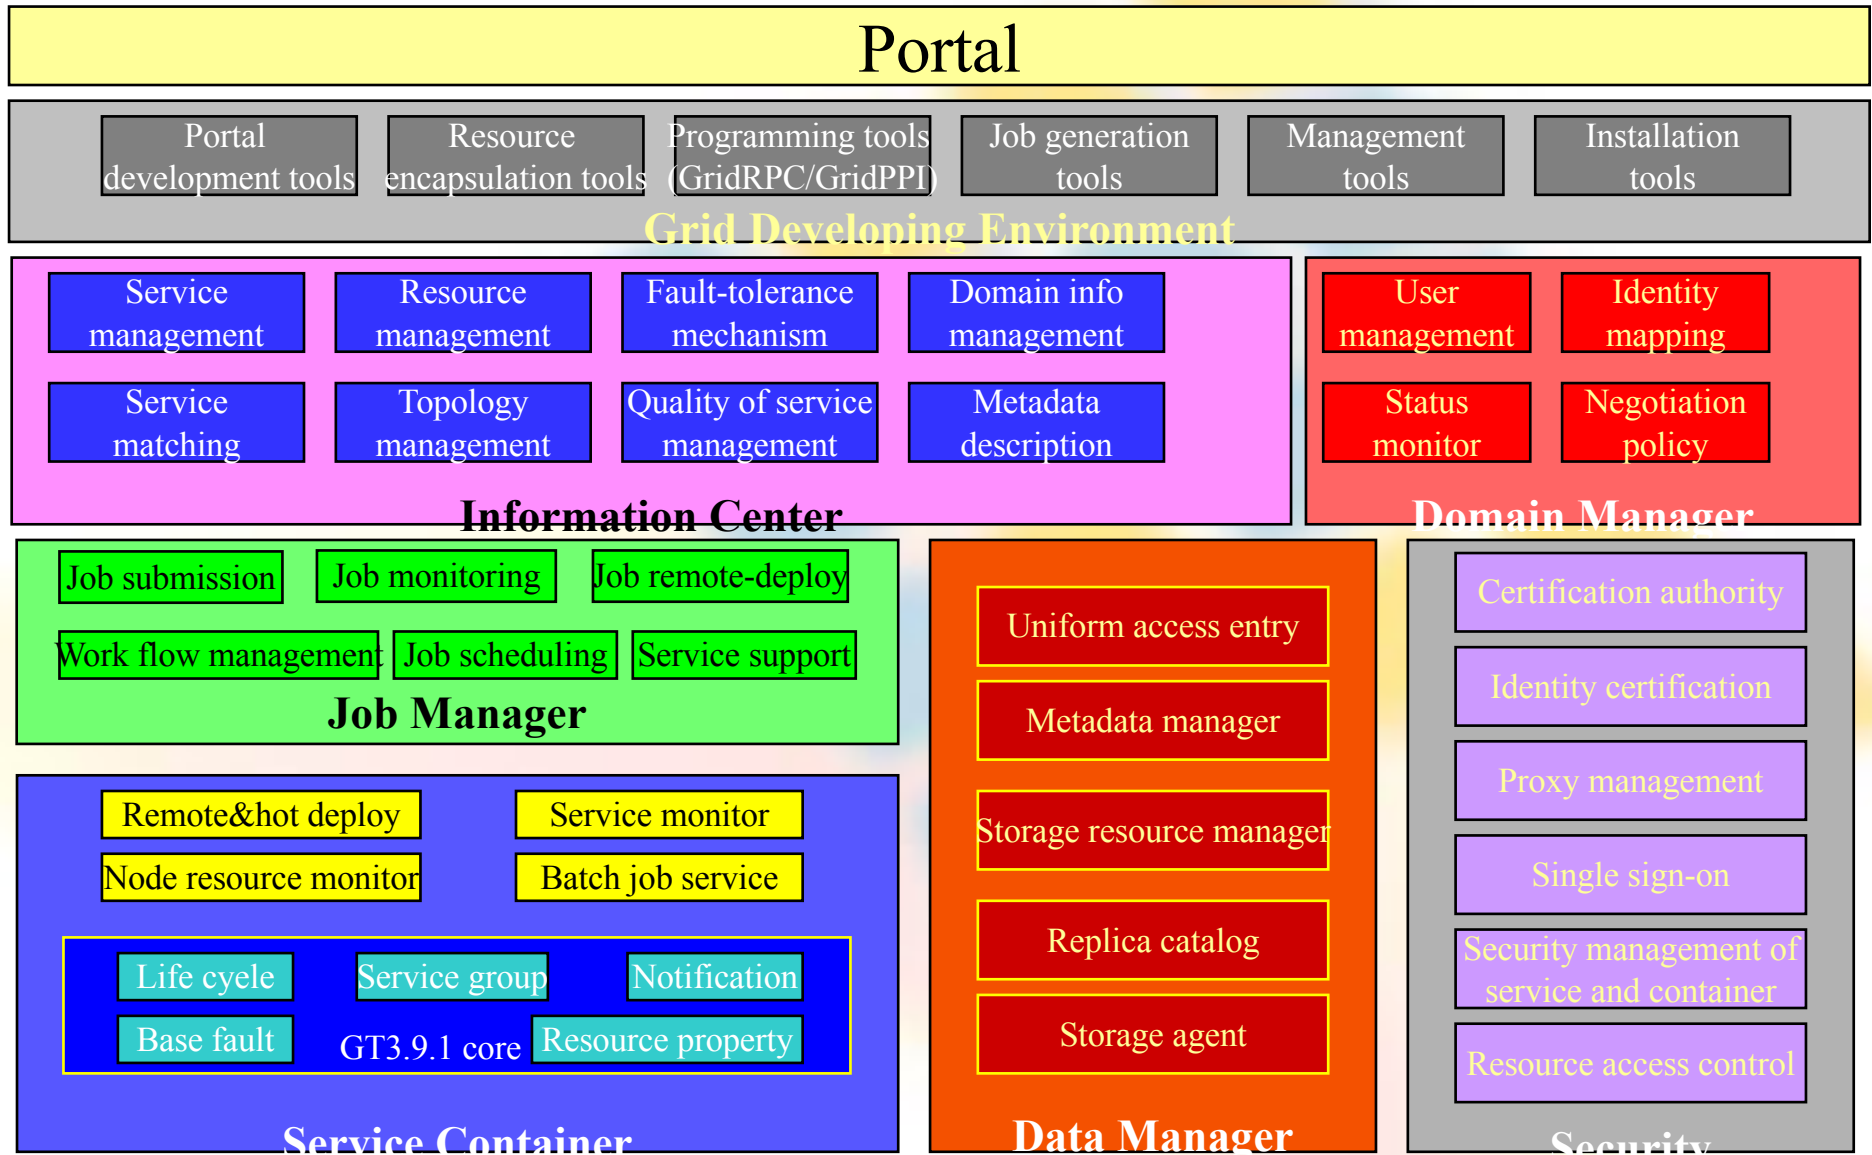 Portal
Portal
development tools
Resource
encapsulation tools
Programming tools
(GridRPC/GridPPI)
Job generation
tools
Management
tools
Installation
tools
Grid Developing Environment
Service
management
Resource
management
Fault-tolerance
mechanism
Domain info
management
Service
matching
Topology
management
Quality of service
management
Metadata
description
Information Center
User
management
Identity
mapping
Status
monitor
Negotiation
policy
Domain Manager
Job submission
Job monitoring
Job remote-deploy
Work flow management
Job scheduling
Service support
Job Manager
Remote&hot deploy
Service monitor
Node resource monitor
Batch job service
Life cyele
Service group
Notification
Base fault
GT3.9.1 core
Resource property
Service Container
Uniform access entry
Metadata manager
Storage resource manager
Replica catalog
Storage agent
Data Manager
Certification authority
Identity certification
Proxy management
Single sign-on
Security management of
service and container
Resource access control
Security